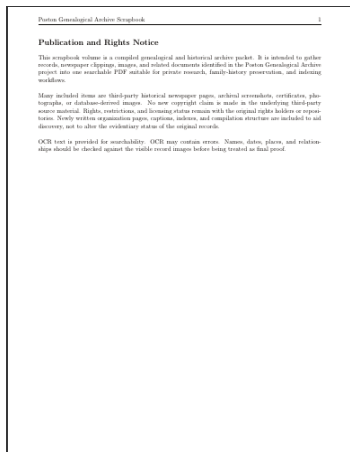 Poston Genealogical Archive Scrapbook 1
Publication and Rights Notice
This scrapbook volume is a compiled genealogical and historical archive packet. It is intended to gather
records, newspaper clippings, images, and related documents identified in the Poston Genealogical Archive
project into one searchable PDF suitable for private research, family-history preservation, and indexing
workflows.
Many included items are third-party historical newspaper pages, archival screenshots, certificates, pho-
tographs, or database-derived images. No new copyright claim is made in the underlying third-party
source material. Rights, restrictions, and licensing status remain with the original rights holders or reposi-
tories. Newly written organization pages, captions, indexes, and compilation structure are included to aid
discovery, not to alter the evidentiary status of the original records.
OCR text is provided for searchability. OCR may contain errors. Names, dates, places, and relation-
ships should be checked against the visible record images before being treated as final proof.